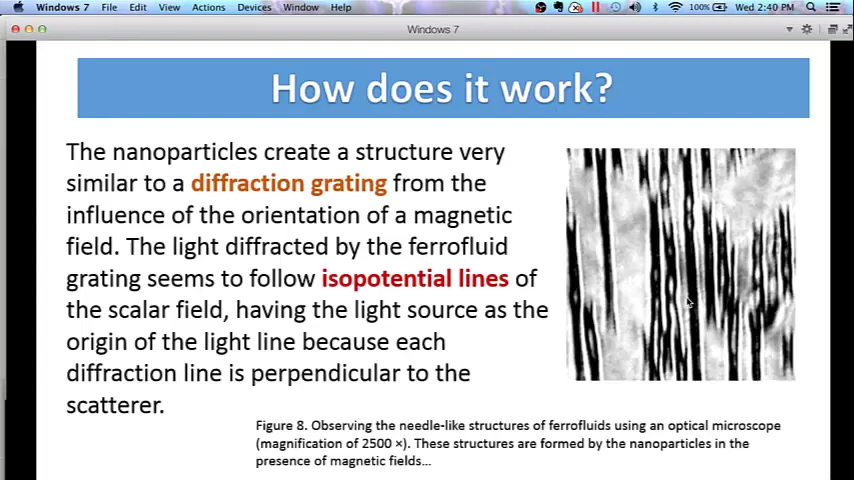 Windows 7 File Edit View Actions Devices Window Help 100% Wed 2:40 PM
Windows 7
How does it work?
The nanoparticles create a structure very
similar to a diffraction grating from the
influence of the orientation of a magnetic
field. The light diffracted by the ferrofluid
grating seems to follow isopotential lines of
the scalar field, having the light source as the
origin of the light line because each
diffraction line is perpendicular to the
scatterer.
Figure 8. Observing the needle-like structures of ferrofluids using an optical microscope
(magnification of 2500 ×). These structures are formed by the nanoparticles in the
presence of magnetic fields...